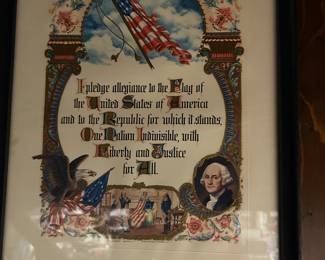 I pledge allegiance to the Flag of
the United States of America
and to the Republic for which it stands,
One Nation Indivisible, with
Liberty and Justice
for All.